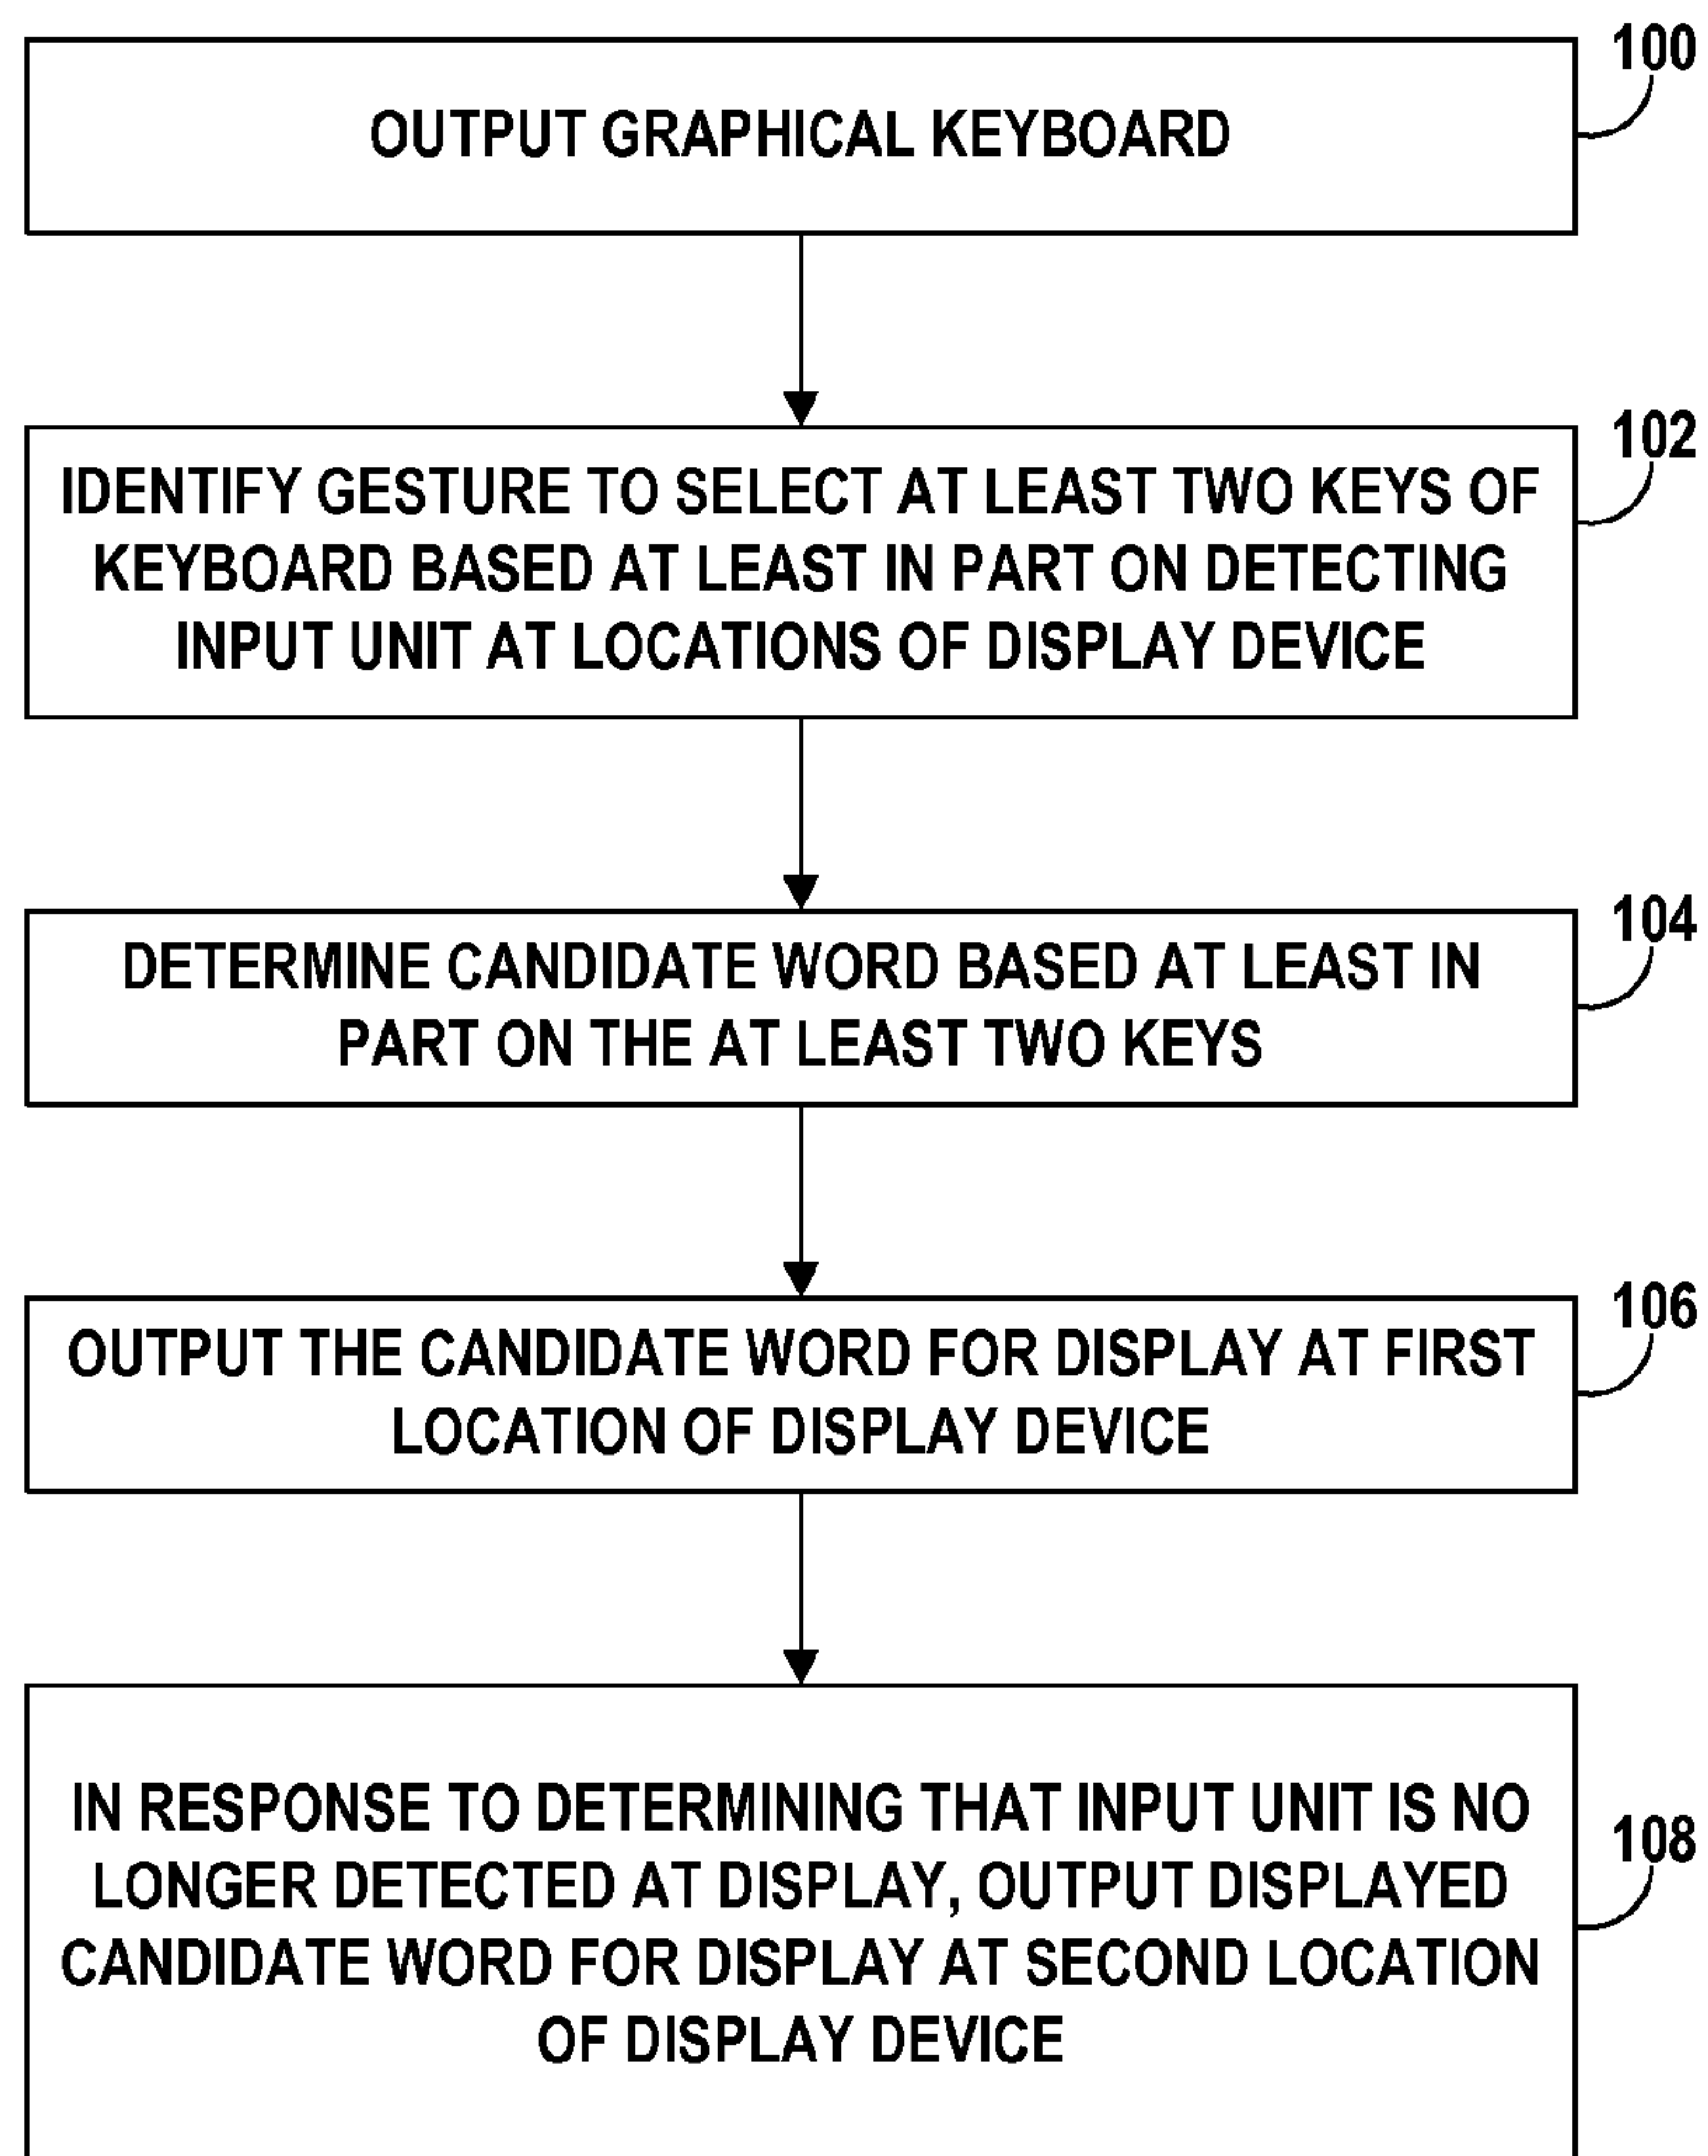 100
OUTPUT GRAPHICAL KEYBOARD
102
IDENTIFY GESTURE TO SELECT AT LEAST TWO KEYS OF
KEYBOARD BASED AT LEAST IN PART ON DETECTING
INPUT UNIT AT LOCATIONS OF DISPLAY DEVICE
104
DETERMINE CANDIDATE WORD BASED AT LEAST IN
PART ON THE AT LEAST TWO KEYS
106
OUTPUT THE CANDIDATE WORD FOR DISPLAY AT FIRST
LOCATION OF DISPLAY DEVICE
108
IN RESPONSE TO DETERMINING THAT INPUT UNIT IS NO
LONGER DETECTED AT DISPLAY, OUTPUT DISPLAYED
CANDIDATE WORD FOR DISPLAY AT SECOND LOCATION
OF DISPLAY DEVICE